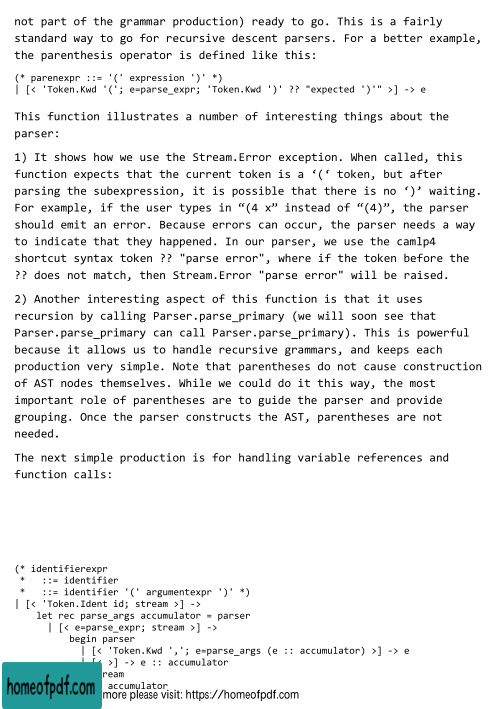 not part of the grammar production) ready to go. This is a fairly
standard way to go for recursive descent parsers. For a better example,
the parenthesis operator is defined like this:
(* parenexpr ::= '(' expression ')' *)
| [< 'Token.Kwd '('; e=parse_expr; 'Token.Kwd ')' ?? "expected ')'" >] -> e
This function illustrates a number of interesting things about the
parser:
1) It shows how we use the Stream.Error exception. When called, this
function expects that the current token is a ‘(‘ token, but after
parsing the subexpression, it is possible that there is no ‘)’ waiting.
For example, if the user types in “(4 x” instead of “(4)”, the parser
should emit an error. Because errors can occur, the parser needs a way
to indicate that they happened. In our parser, we use the camlp4
shortcut syntax token ?? "parse error", where if the token before the
?? does not match, then Stream.Error "parse error" will be raised.
2) Another interesting aspect of this function is that it uses
recursion by calling Parser.parse_primary (we will soon see that
Parser.parse_primary can call Parser.parse_primary). This is powerful
because it allows us to handle recursive grammars, and keeps each
production very simple. Note that parentheses do not cause construction
of AST nodes themselves. While we could do it this way, the most
important role of parentheses are to guide the parser and provide
grouping. Once the parser constructs the AST, parentheses are not
needed.
The next simple production is for handling variable references and
function calls:
(* identifierexpr
*   ::= identifier
*   ::= identifier '(' argumentexpr ')' *)
| [< 'Token.Ident id; stream >] ->
let rec parse_args accumulator = parser
| [< e=parse_expr; stream >] ->
begin parser
| [< 'Token.Kwd ','; e=parse_args (e :: accumulator) >] -> e
| [< >] -> e :: accumulator
ream
accumulator
homeofpdf.com
more please visit: https://homeofpdf.com